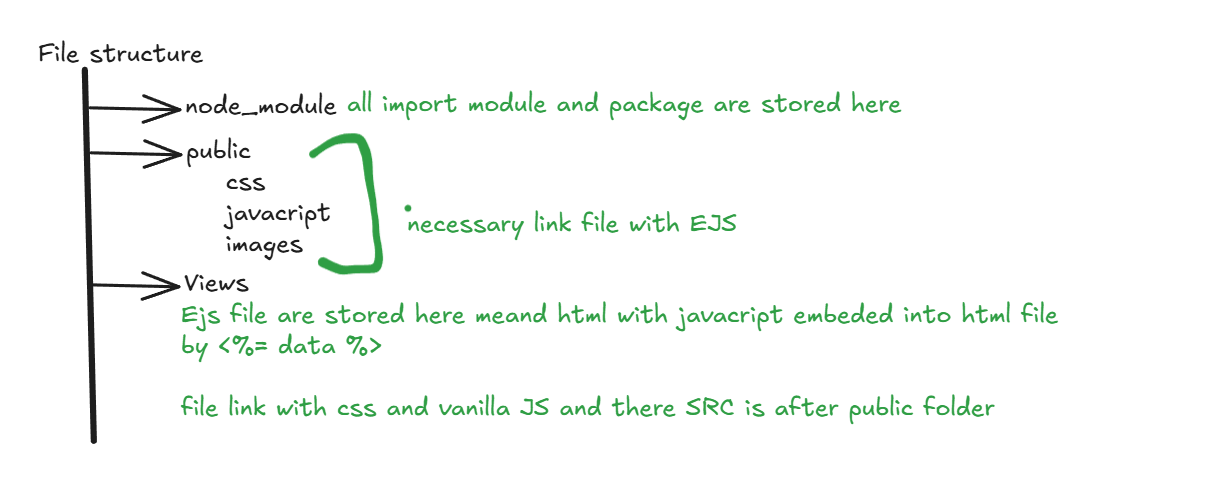 File structure
node_module all import module and package are stored here
public
css
javacript
images
necessary link file with EJS
Views
Ejs file are stored here meand html with javacript embeded into html file
by <%= data %>
file link with css and vanilla JS and there SRC is after public folder